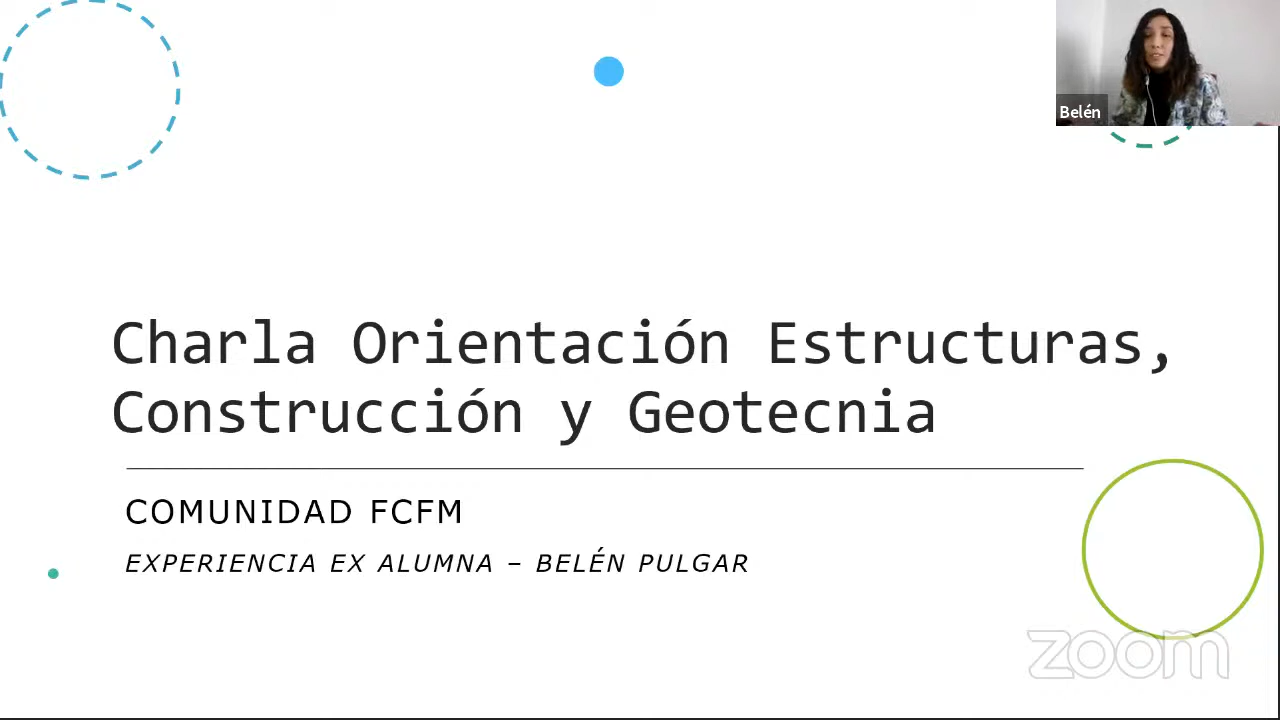 Belén
Charla Orientación Estructuras,
Construcción y Geotecnia
COMUNIDAD FCFM
EXPERIENCIA EX ALUMNA – BELÉN PULGAR
zoom